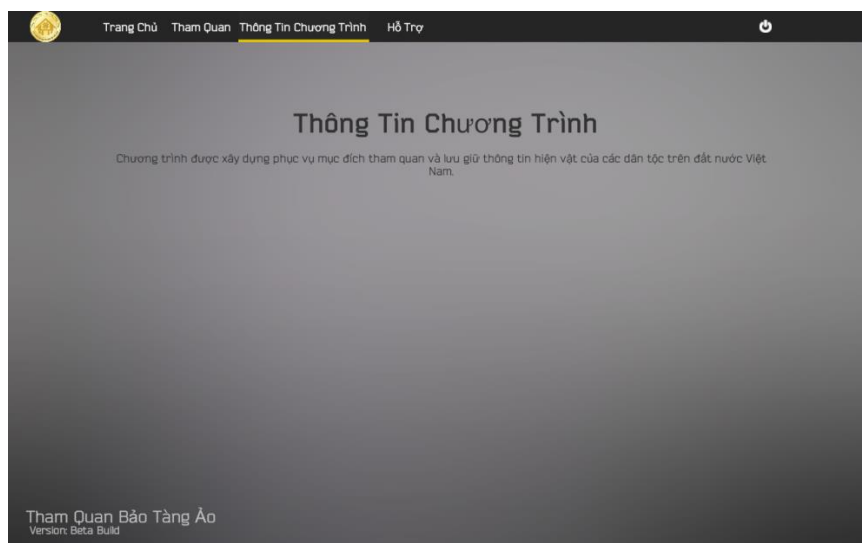 Trang Chủ Tham Quan Thông Tin Chương Trình Hỗ Trợ
Thông Tin Chương Trình
Chương trình được xây dựng phục vụ mục đích tham quan và lưu giữ thông tin hiện vật của các dân tộc trên đất nước Việt
Nam.
Tham Quan Bảo Tàng Ảo
Version: Beta Build